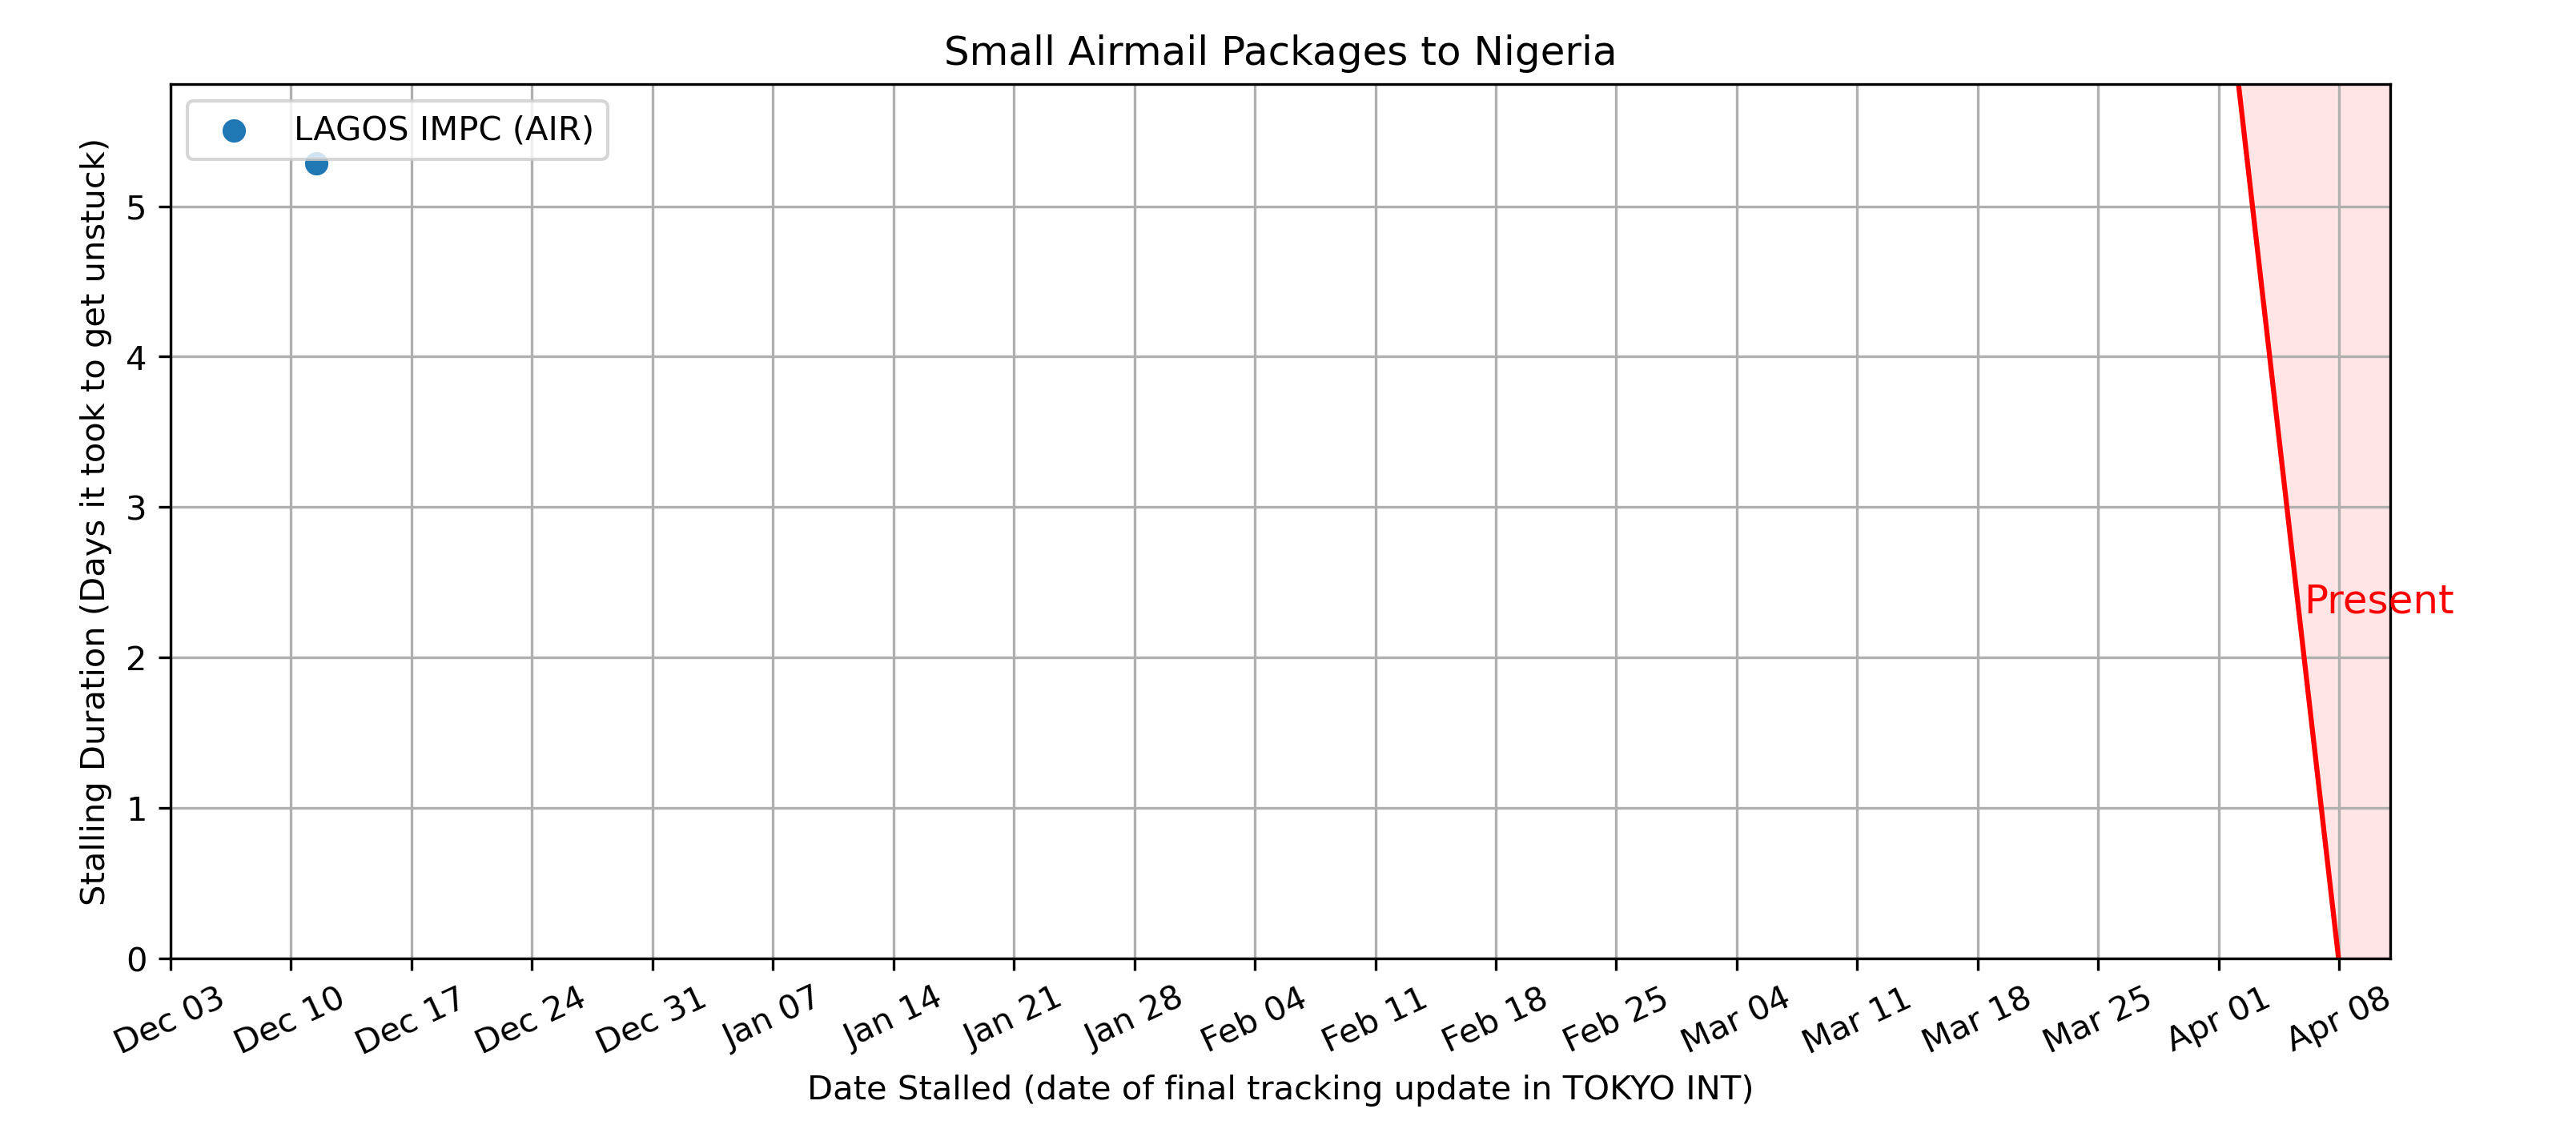 Small Airmail Packages to Nigeria
LAGOS IMPC (AIR)
Stalling Duration (Days it took to get unstuck)
5
4
3
2
1
0
Present
Dec 03
Dec 10
Dec 17
Dec 24
Dec 31
Jan 07
Jan 14
Jan 21
Jan 28
Feb 04
Feb 11
Feb 18
Feb 25
Mar 04
Mar 11
Mar 18
Mar 25
Apr 01
Apr 08
Date Stalled (date of final tracking update in TOKYO INT)